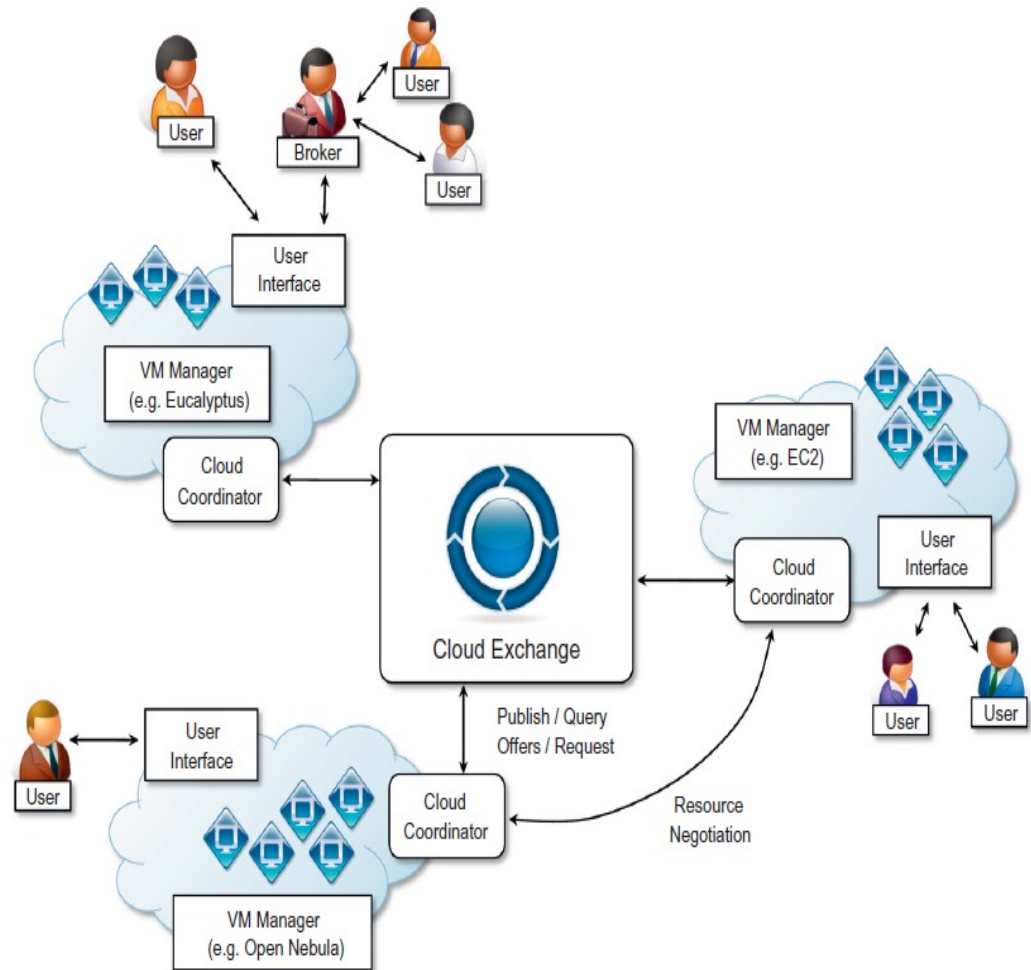 User
User
Broker
User
User
Interface
VM Manager
(e.g. Eucalyptus)
Cloud
Coordinator
VM Manager
(e.g. EC2)
User
Interface
Cloud
Coordinator
Cloud Exchange
User
User
Publish / Query
Offers / Request
User
Interface
User
Cloud
Coordinator
Resource
Negotiation
VM Manager
(e.g. Open Nebula)